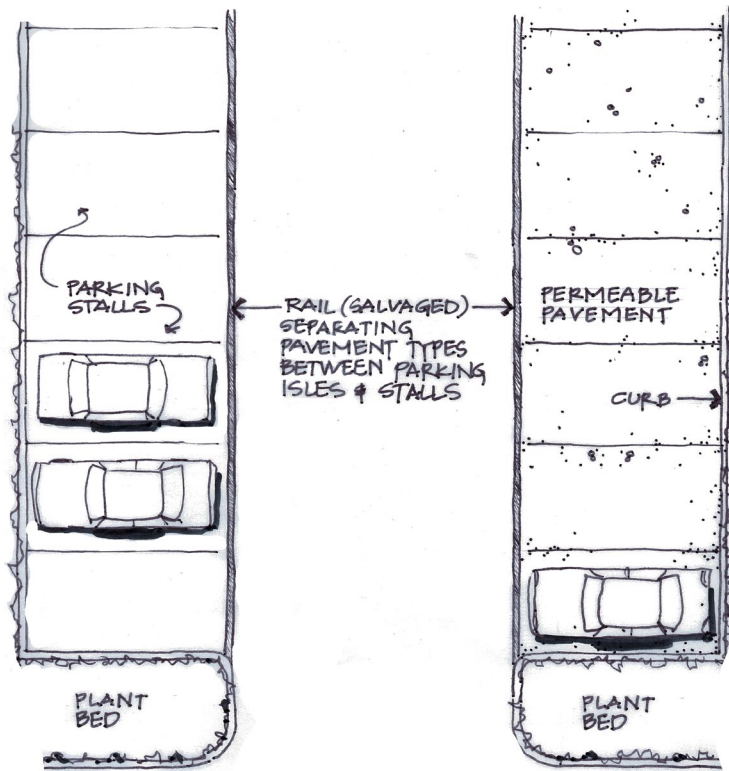 PARKING
STALLS
RAIL (SALVAGED)
SEPARATING
PAVEMENT TYPES
BETWEEN PARKING
ISLES & STALLS
PERMEABLE
PAVEMENT
CURB
PLANT
BED
PLANT
BED